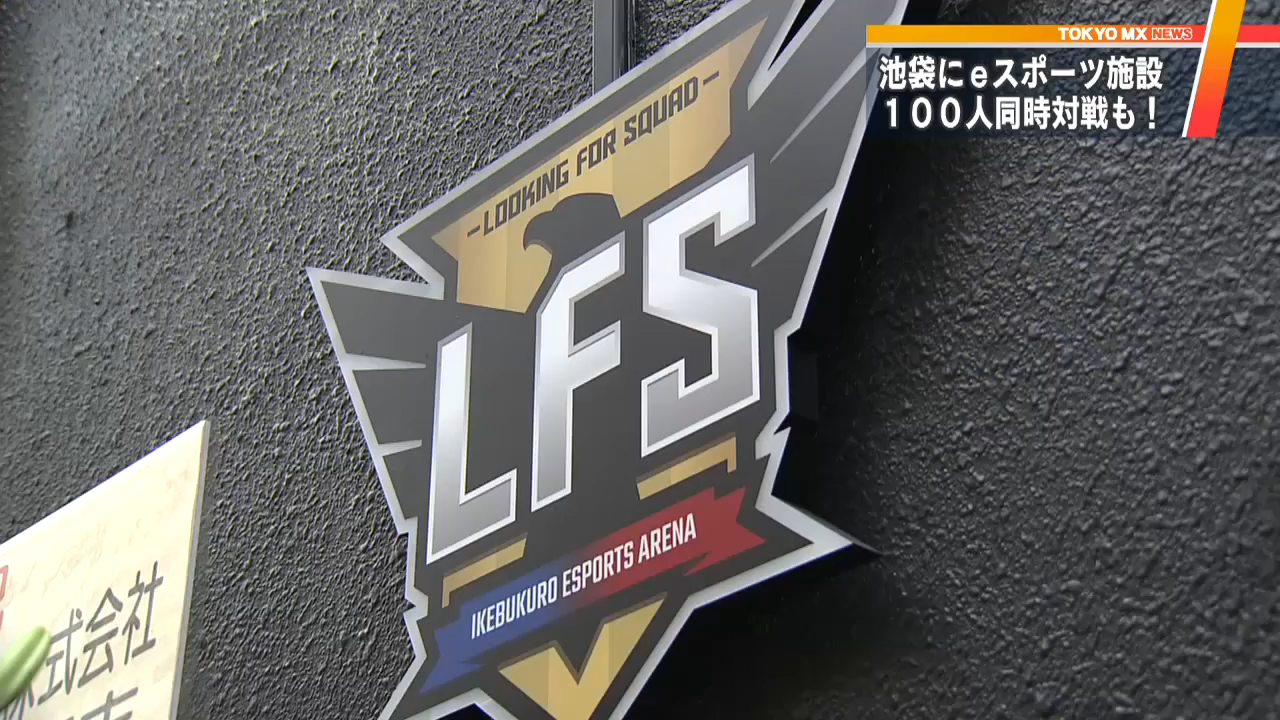 TOKYO MX NEWS
池袋にeスポーツ施設
100人同時対戦も！
-LOOKING FOR SQUAD-
LFS
IKEBUKURO ESPORTS ARENA
式会社